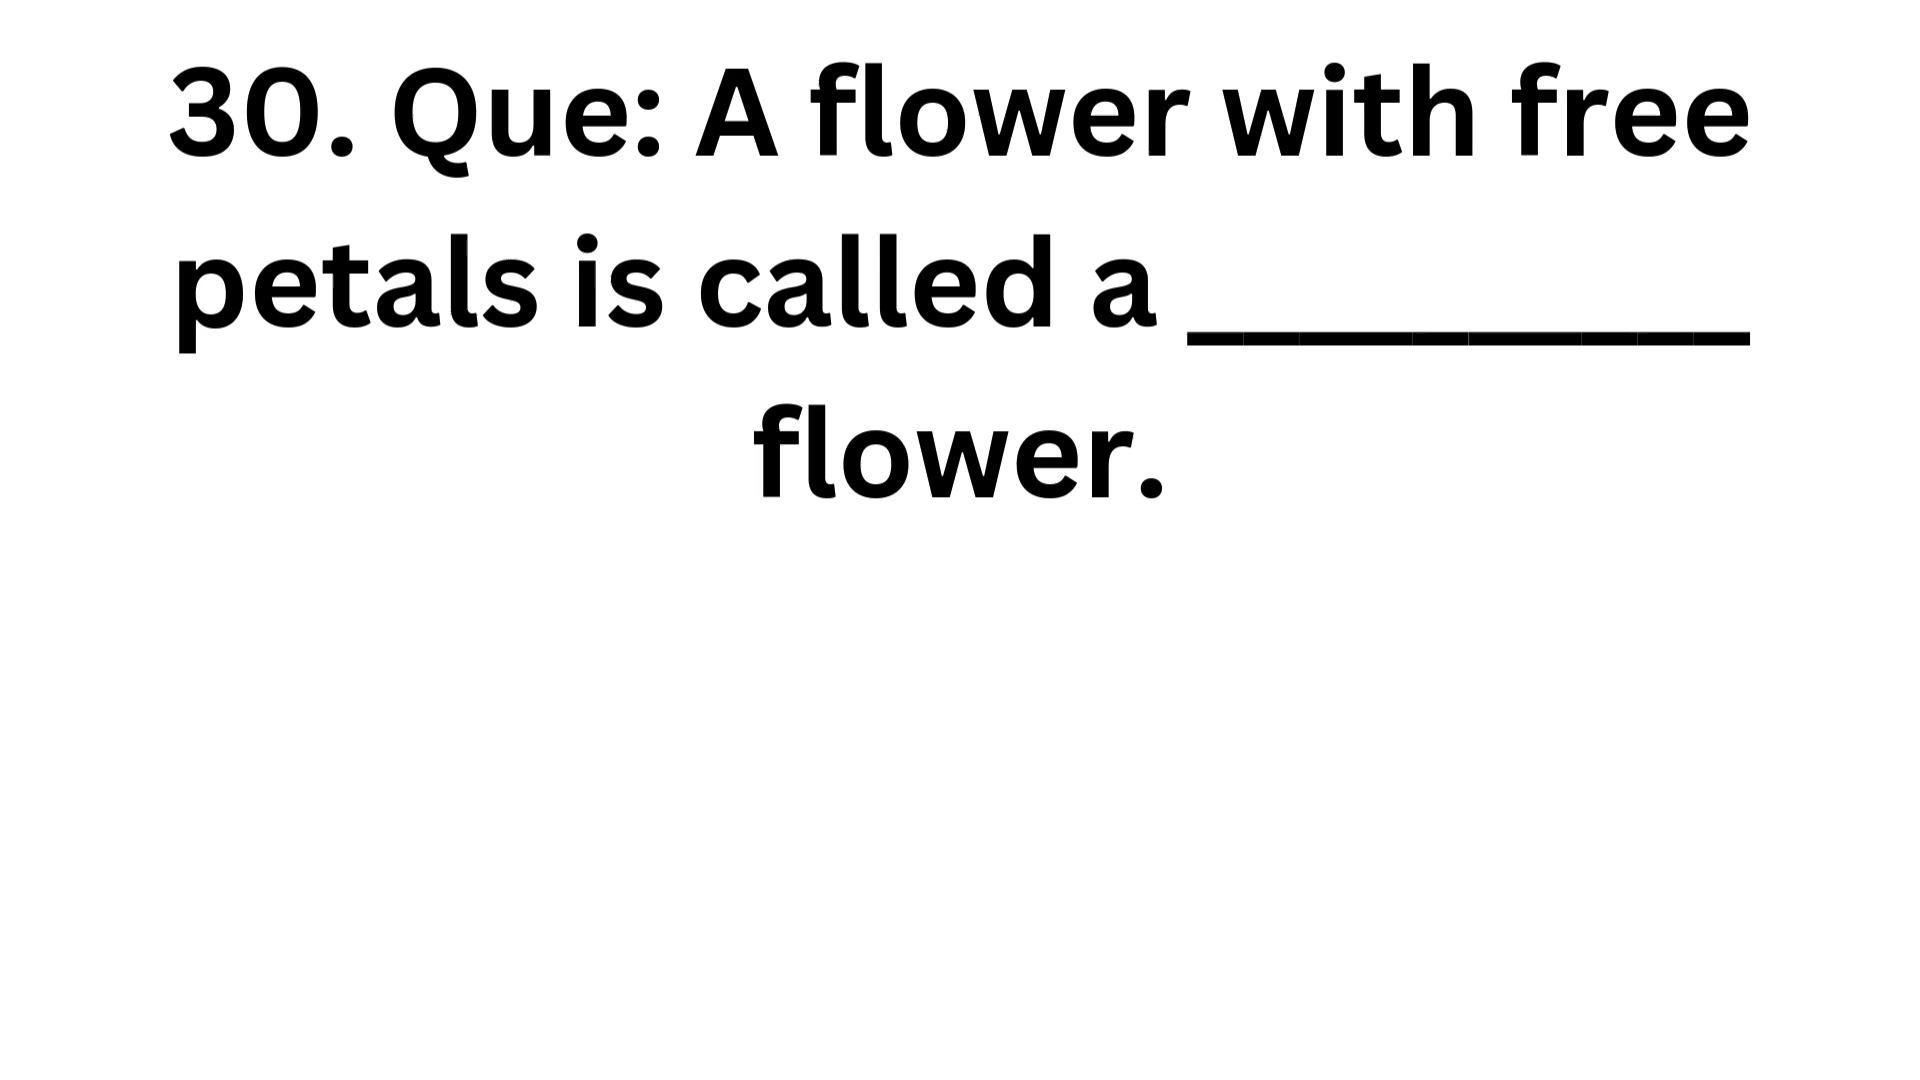 30. Que: A flower with free
petals is called a __________
flower.